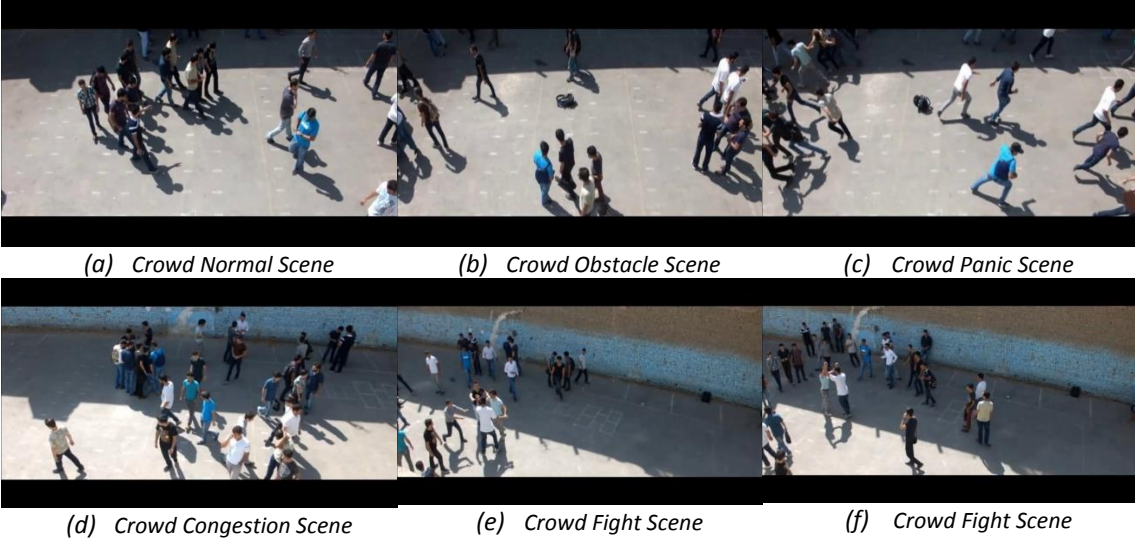 (a) Crowd Normal Scene
(b) Crowd Obstacle Scene
(c) Crowd Panic Scene
(d) Crowd Congestion Scene
(e) Crowd Fight Scene
(f) Crowd Fight Scene